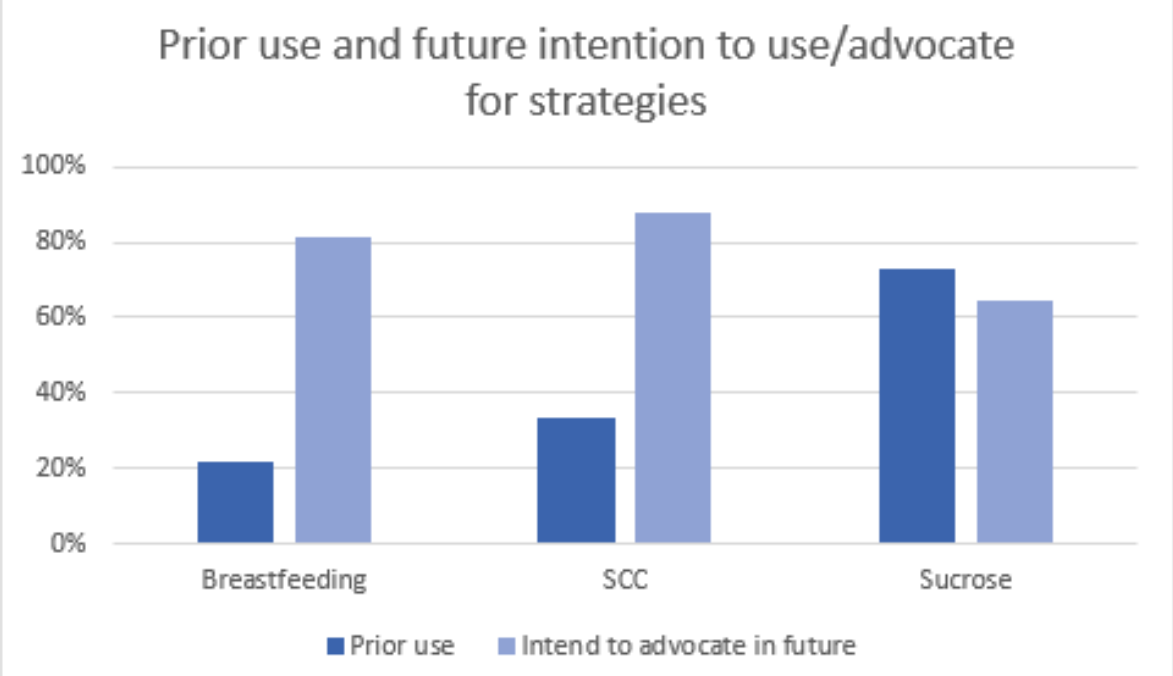 Prior use and future intention to use/advocate
for strategies
100%
80%
60%
40%
20%
0%
Breastfeeding SCC Sucrose
Prior use Intend to advocate in future